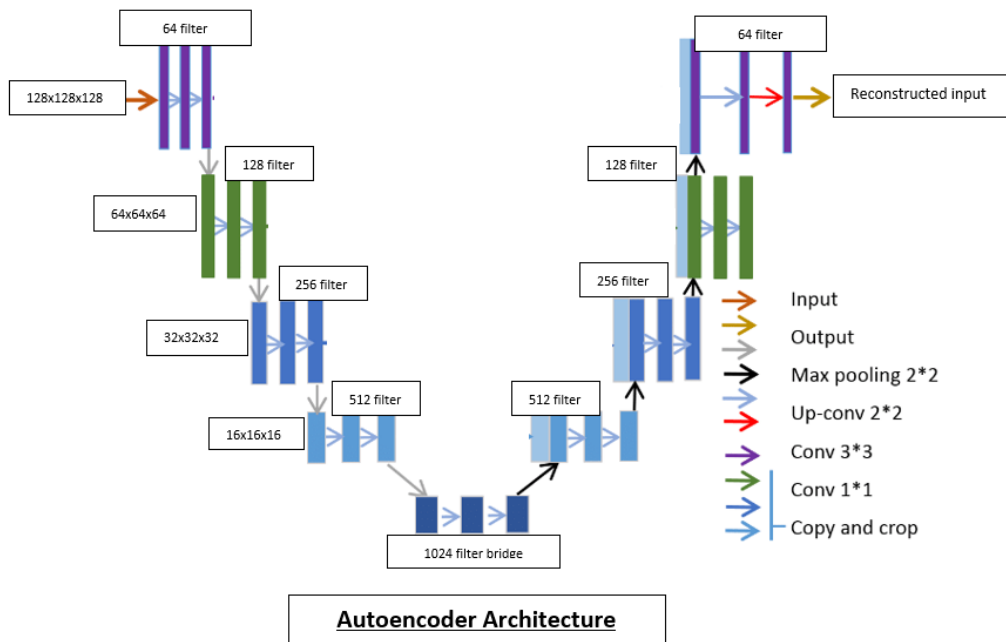 64 filter
64 filter
128x128x128
Reconstructed input
128 filter
128 filter
64x64x64
256 filter
256 filter
32x32x32
512 filter
512 filter
16x16x16
1024 filter bridge
Input
Output
Max pooling 2*2
Up-conv 2*2
Conv 3*3
Conv 1*1
Copy and crop
Autoencoder Architecture